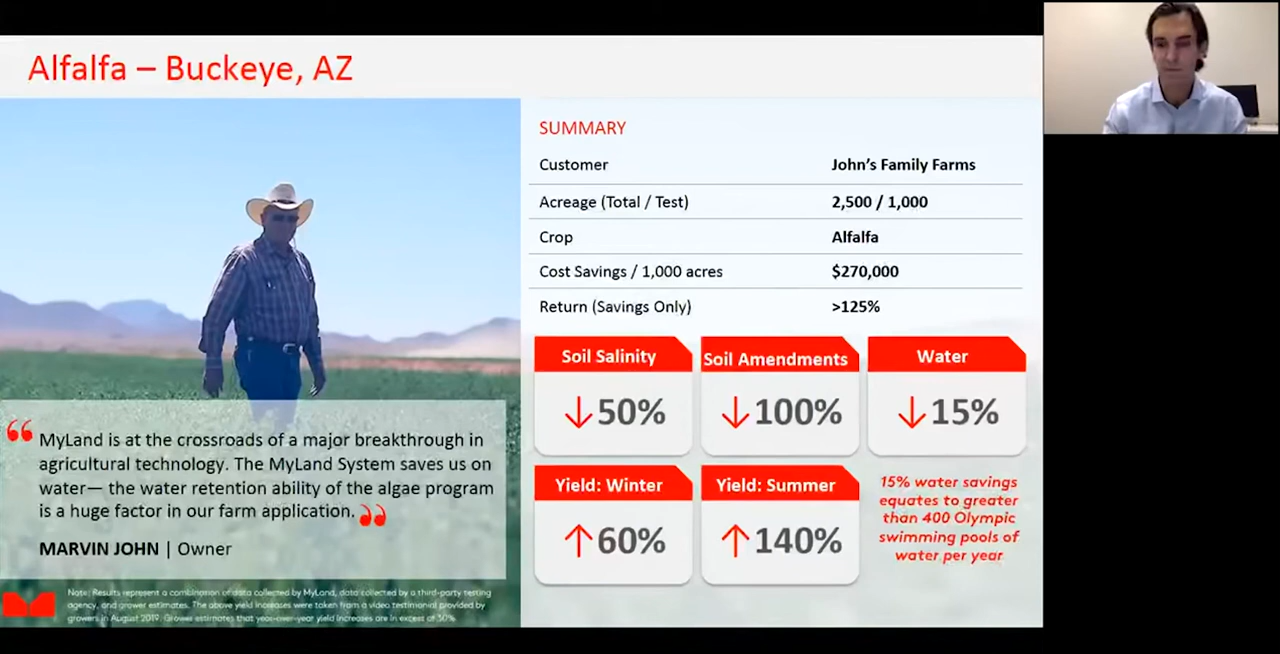 Alfalfa – Buckeye, AZ
SUMMARY
Customer John's Family Farms
Acreage (Total / Test) 2,500 / 1,000
Crop Alfalfa
Cost Savings / 1,000 acres $270,000
Return (Savings Only) >125%
Soil Salinity
↓50%
Soil Amendments
↓100%
Water
↓15%
Yield: Winter
↑60%
Yield: Summer
↑140%
15% water savings
equates to greater
than 400 Olympic
swimming pools of
water per year
“ MyLand is at the crossroads of a major breakthrough in
agricultural technology. The MyLand System saves us on
water— the water retention ability of the algae program
is a huge factor in our farm application. ”
MARVIN JOHN | Owner
Note: Results represent a combination of data collected by MyLand, data collected by a third-party testing
agency, and grower estimates. The above yield increases were taken from a video testimonial provided by
growers in August 2019. Grower estimates that year-over-year yield increases are in excess of 30%